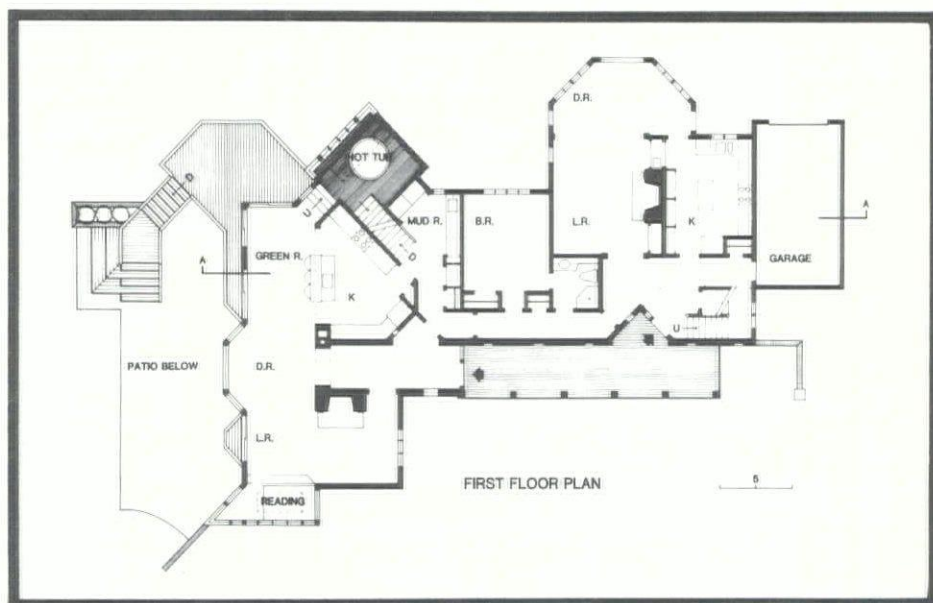 D.R.
HOT TUB
D
U
MUD R.
B.R.
L.R.
K
A
GREEN R.
A
D
GARAGE
K
U
PATIO BELOW
D.R.
L.R.
READING
FIRST FLOOR PLAN
5